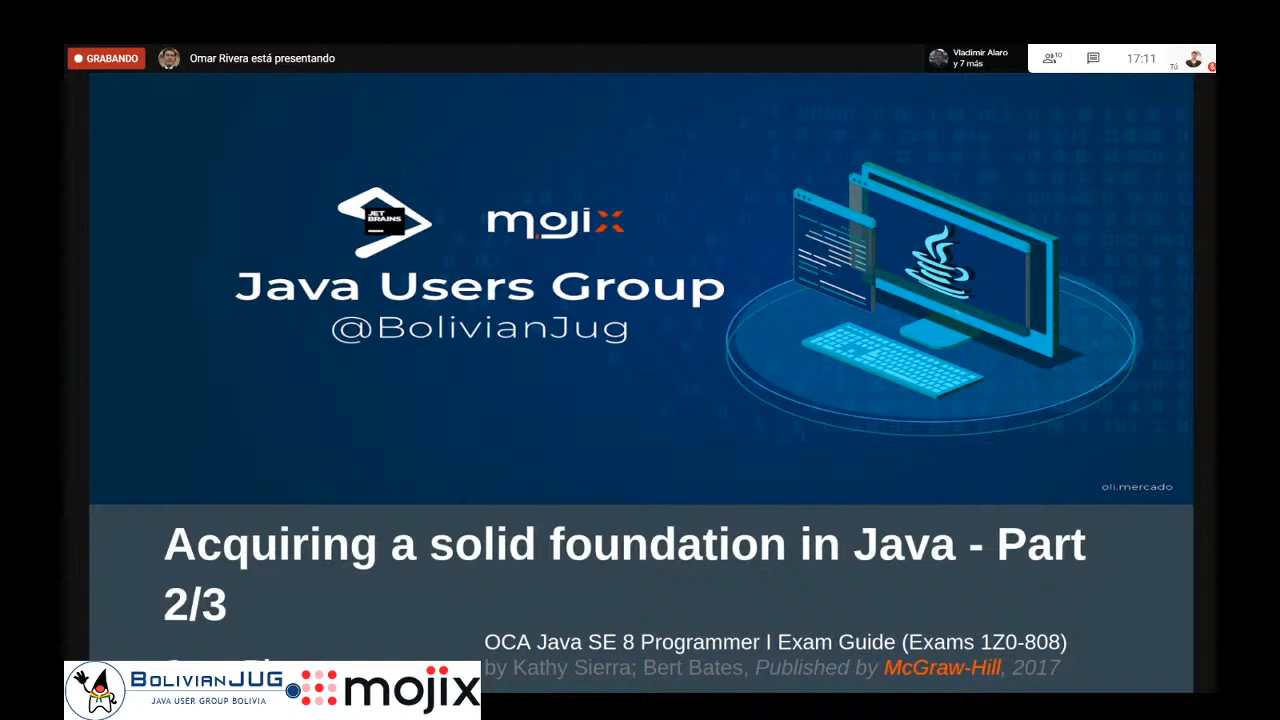 GRABANDO
Omar Rivera está presentando
Vladimir Alaro
y 7 más
10
17:11
Tú
JET
BRAINS
mojix
Java Users Group
@BolivianJug
oli.mercado
Acquiring a solid foundation in Java - Part
2/3
OCA Java SE 8 Programmer I Exam Guide (Exams 1Z0-808)
by Kathy Sierra; Bert Bates, Published by McGraw-Hill, 2017
BOLIVIANJUG
JAVA USER GROUP BOLIVIA
mojix